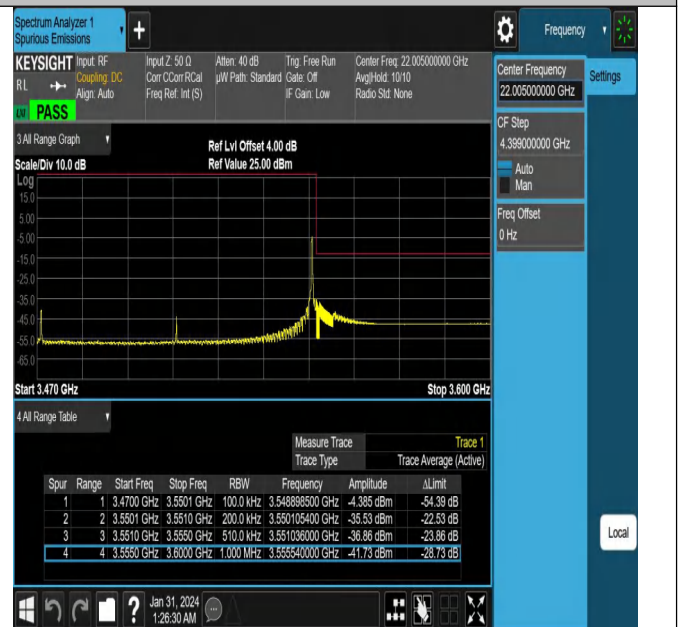 Spectrum Analyzer 1
Spurious Emissions
+
Frequency
KEYSIGHT Input: RF Input Z: 50 Ω Atten: 40 dB Trig: Free Run Center Freq: 22.005000000 GHz
RL Coupling: DC Corr CCorr RCal µW Path: Standard Gate: Off Avg|Hold: 10/10
Align: Auto Freq Ref: Int (S) IF Gain: Low Radio Std: None
LXI PASS
Center Frequency
22.005000000 GHz
Settings
CF Step
4.399000000 GHz
Auto
Man
Freq Offset
0 Hz
3 All Range Graph
Ref Lvl Offset 4.00 dB
Scale/Div 10.0 dB Ref Value 25.00 dBm
Log
15.0
5.00
-5.00
-15.0
-25.0
-35.0
-45.0
-55.0
-65.0
Start 3.470 GHz Stop 3.600 GHz
4 All Range Table
Measure Trace Trace 1
Trace Type Trace Average (Active)
Spur Range Start Freq Stop Freq RBW Frequency Amplitude ΔLimit
1 1 3.4700 GHz 3.5501 GHz 100.0 kHz 3.548898500 GHz -4.385 dBm -54.39 dB
2 2 3.5501 GHz 3.5510 GHz 200.0 kHz 3.550105400 GHz -35.53 dBm -22.53 dB
3 3 3.5510 GHz 3.5550 GHz 510.0 kHz 3.551036000 GHz -36.86 dBm -23.86 dB
4 4 3.5550 GHz 3.6000 GHz 1.000 MHz 3.555540000 GHz -41.73 dBm -28.73 dB
Local
? Jan 31, 2024
1:26:30 AM